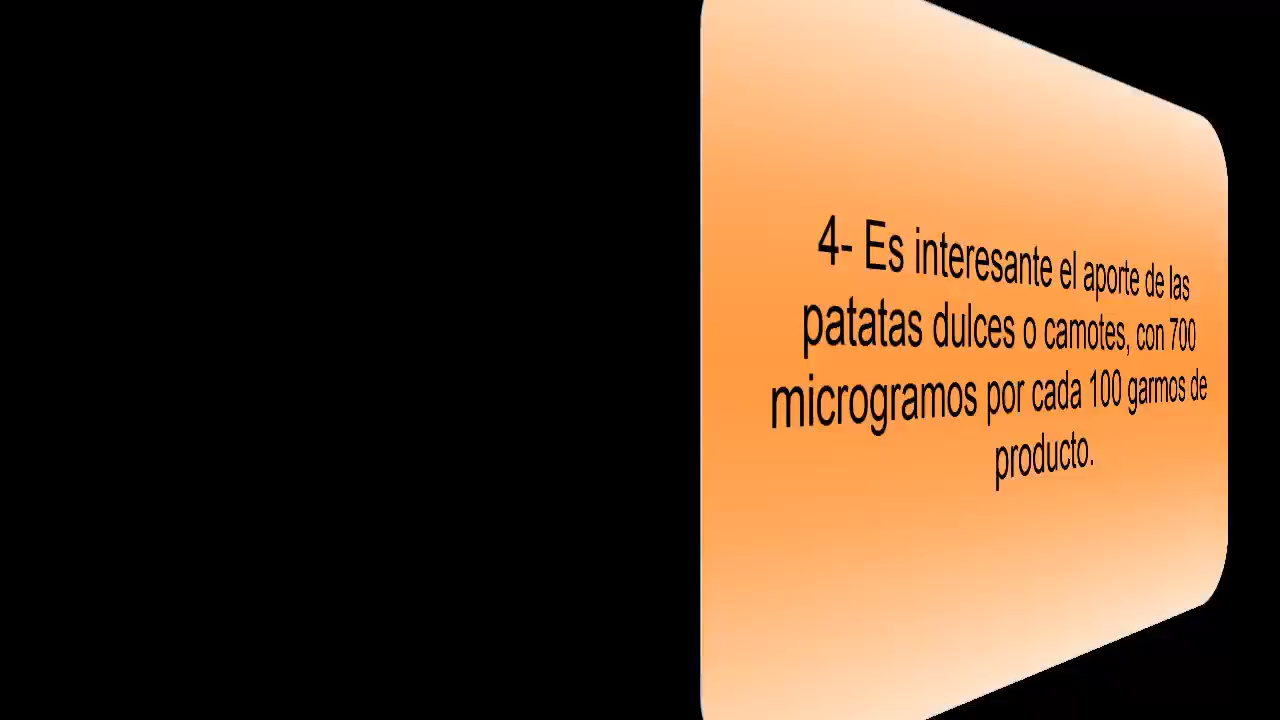 4- Es interesante el aporte de las
patatas dulces o camotes, con 700
microgramos por cada 100 garmos de
producto.